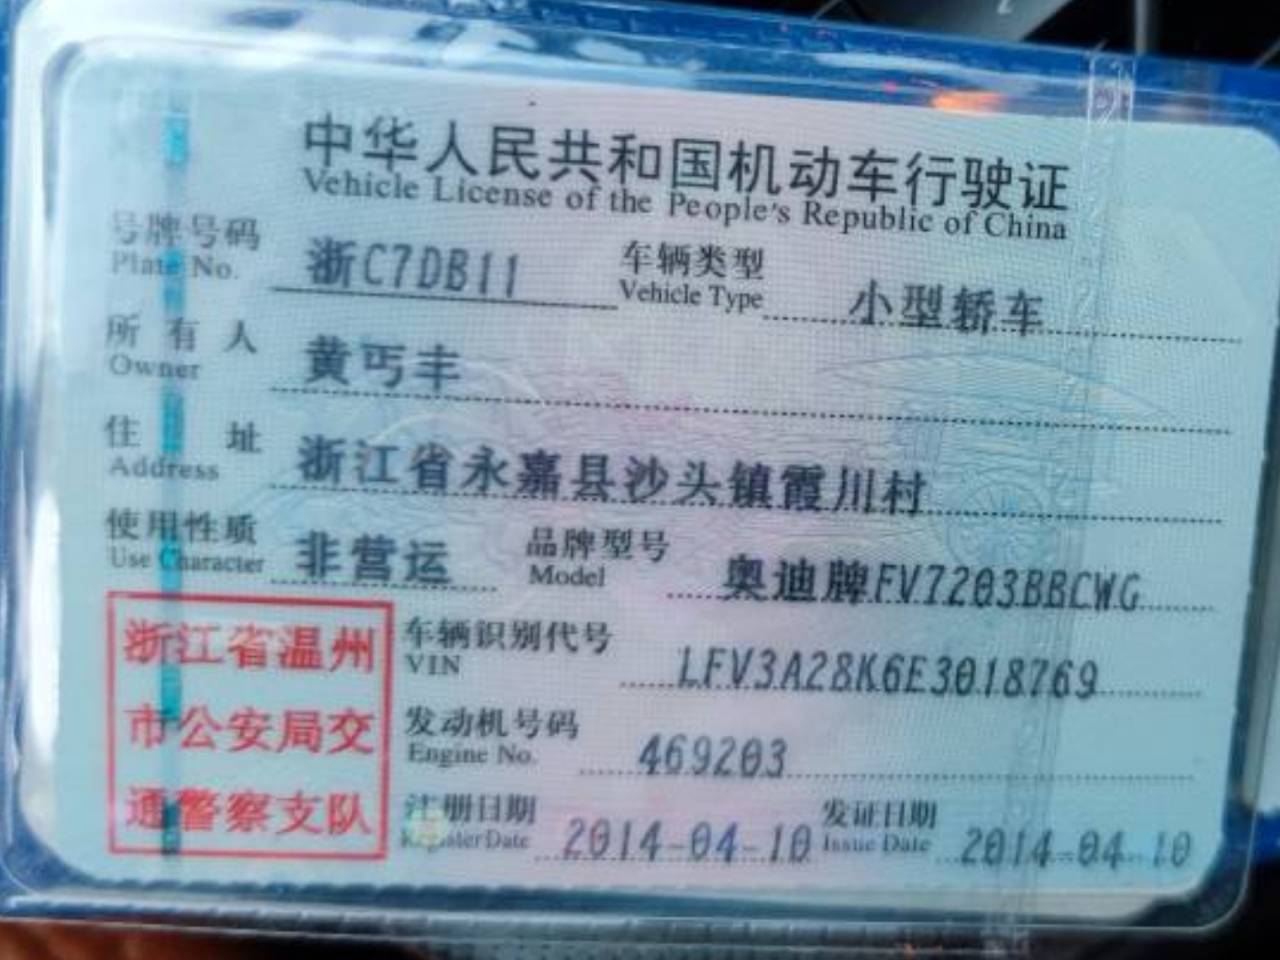 中华人民共和国机动车行驶证
Vehicle License of the People's Republic of China
号牌号码 浙C7DB11 车辆类型 小型轿车
Plate No. Vehicle Type
所有人 黄丐丰
Owner
住址 浙江省永嘉县沙头镇霞川村
Address
使用性质 非营运 品牌型号 奥迪牌FV7203BBCWG
Use Character Model
浙江省温州
市公安局交
通警察支队
车辆识别代号 LFV3A28K6E3018769
VIN
发动机号码 469203
Engine No.
注册日期 2014-04-10 发证日期 2014-04-10
Register Date Issue Date